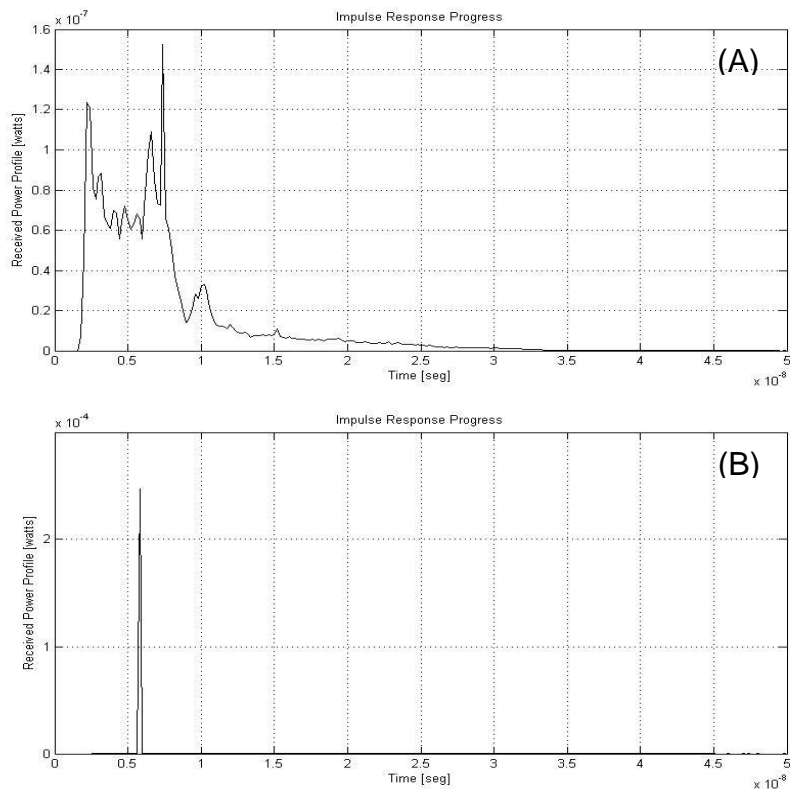 Impulse Response Progress
x 10-7
(A)
1.6
1.4
1.2
1
0.8
0.6
0.4
0.2
0
Received Power Profile [watts]
0 0.5 1 1.5 2 2.5 3 3.5 4 4.5 5
Time [seg]
x 10-8
Impulse Response Progress
x 10-4
(B)
2
1
0
Received Power Profile [watts]
0 0.5 1 1.5 2 2.5 3 3.5 4 4.5 5
Time [seg]
x 10-8